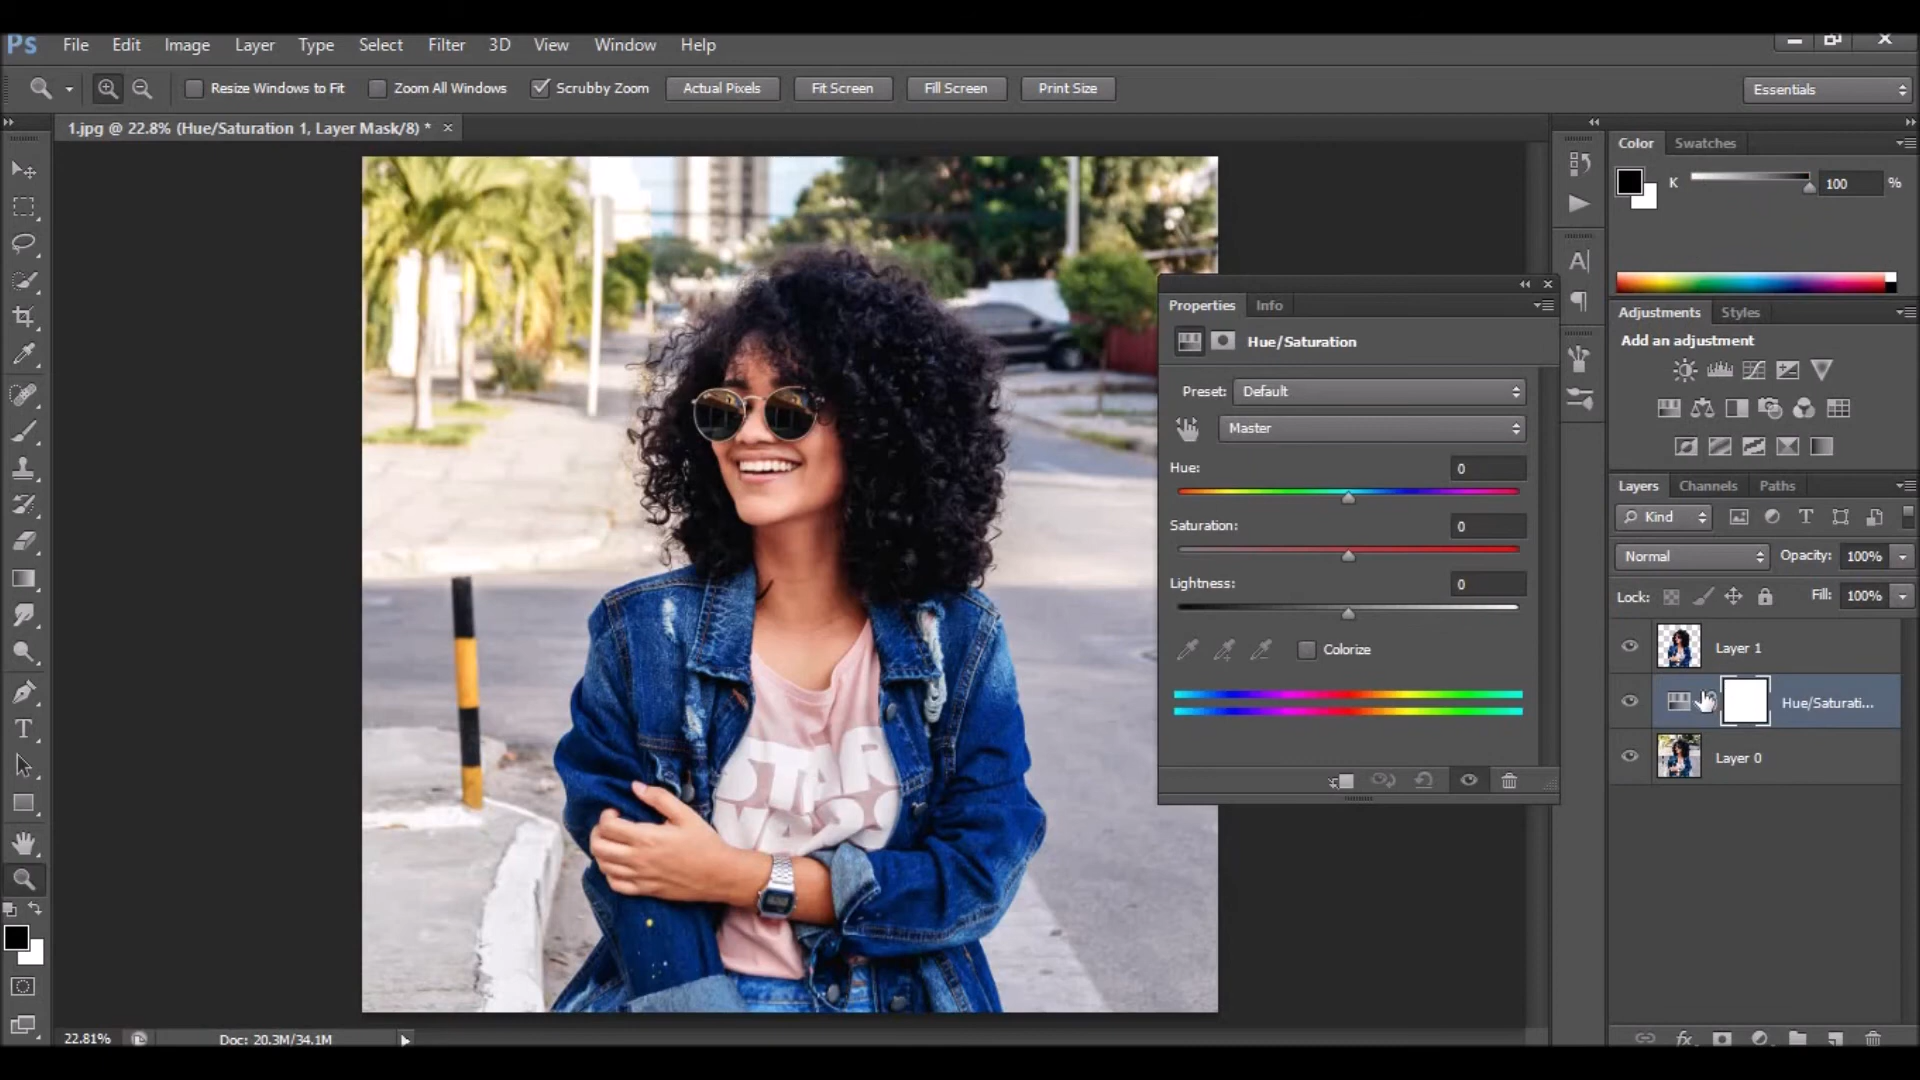 Ps File Edit Image Layer Type Select Filter 3D View Window Help
Resize Windows to Fit Zoom All Windows Scrubby Zoom Actual Pixels Fit Screen Fill Screen Print Size Essentials
1.jpg @ 22.8% (Hue/Saturation 1, Layer Mask/8) * ×
Color Swatches
K 100 %
Properties Info
Hue/Saturation
Preset: Default
Master
Hue: 0
Saturation: 0
Lightness: 0
Colorize
Adjustments Styles
Add an adjustment
Layers Channels Paths
Kind
Normal Opacity: 100%
Lock: Fill: 100%
Layer 1
Hue/Saturati...
Layer 0
STAR
WARS
22.81% Doc: 20.3M/34.1M